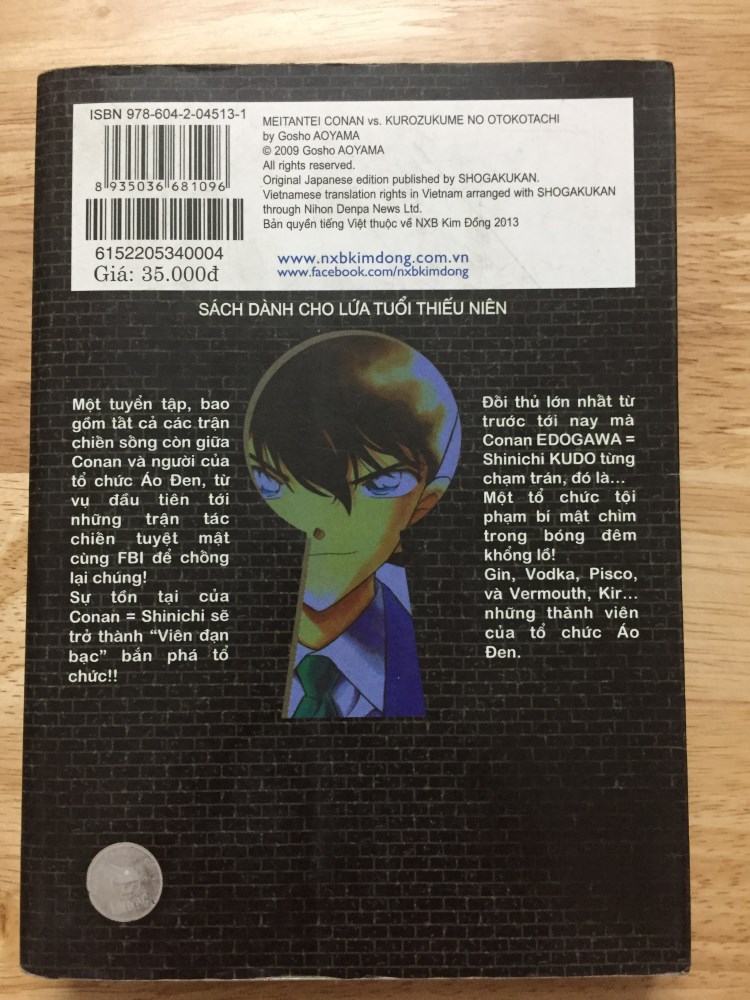 ISBN 978-604-2-04513-1
8 935036 681096
6152205340004
Giá: 35.000đ
MEITANTEI CONAN vs. KUROZUKUME NO OTOKOTACHI
by Gosho AOYAMA
© 2009 Gosho AOYAMA
All rights reserved.
Original Japanese edition published by SHOGAKUKAN.
Vietnamese translation rights in Vietnam arranged with SHOGAKUKAN
through Nihon Denpa News Ltd.
Bản quyền tiếng Việt thuộc về NXB Kim Đồng 2013
www.nxbkimdong.com.vn
www.facebook.com/nxbkimdong
SÁCH DÀNH CHO LỨA TUỔI THIẾU NIÊN
Một tuyển tập, bao
gồm tất cả các trận
chiến sống còn giữa
Conan và người của
tổ chức Áo Đen, từ
vụ đầu tiên tới
những trận tác
chiến tuyệt mật
cùng FBI để chống
lại chúng!
Sự tồn tại của
Conan = Shinichi sẽ
trở thành “Viên đạn
bạc” bắn phá tổ
chức!!
Đối thủ lớn nhất từ
trước tới nay mà
Conan EDOGAWA =
Shinichi KUDO từng
chạm trán, đó là...
Một tổ chức tội
phạm bí mật chìm
trong bóng đêm
khổng lồ!
Gin, Vodka, Pisco,
và Vermouth, Kir...
những thành viên
của tổ chức Áo
Đen.